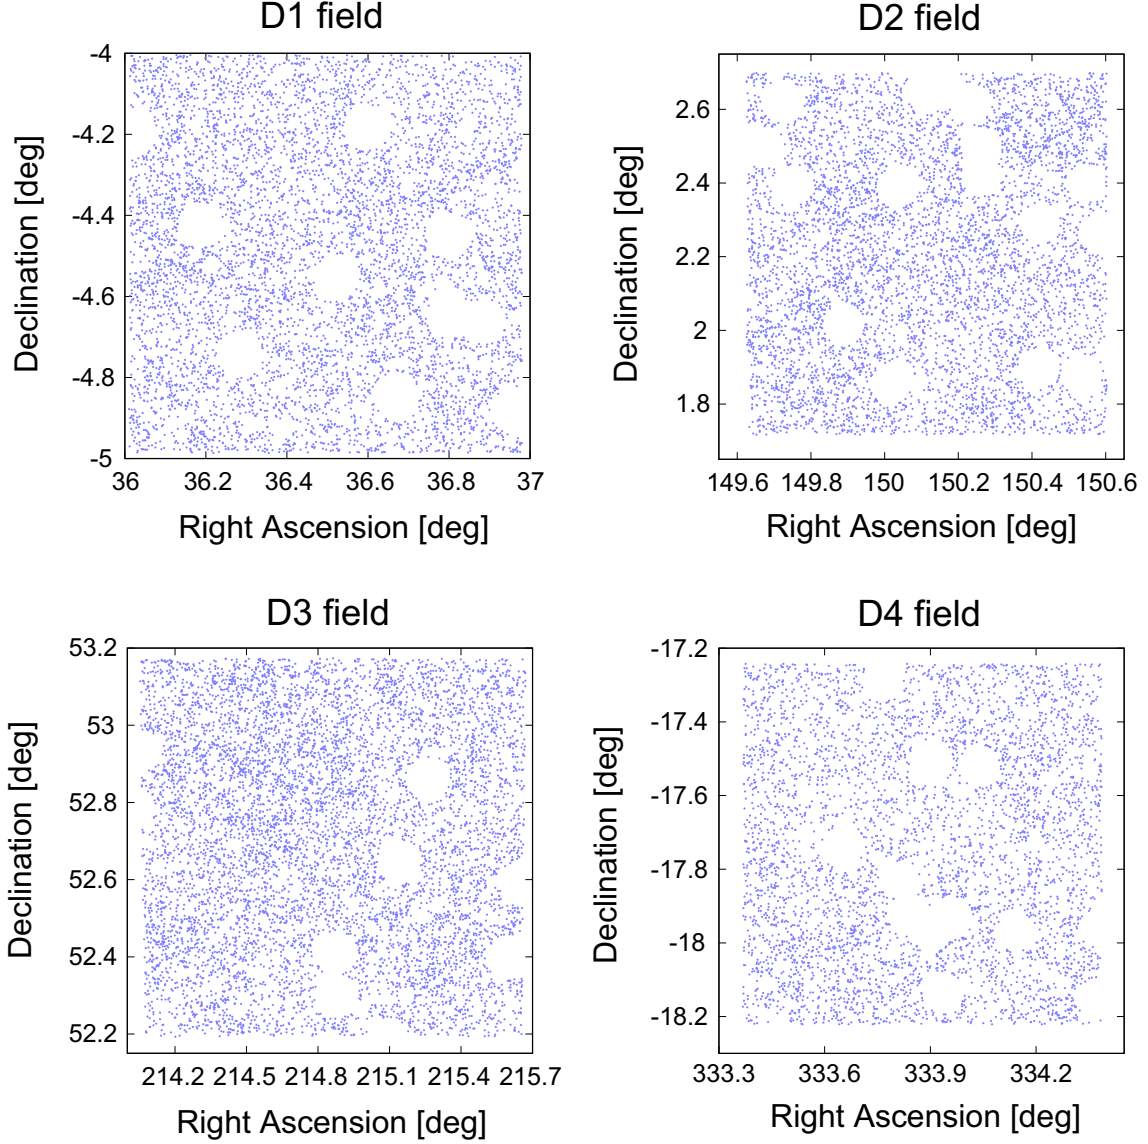 D1 field
-4
-4.2
-4.4
-4.6
-4.8
-5
Declination [deg]
36 36.2 36.4 36.6 36.8 37
Right Ascension [deg]
D2 field
2.6
2.4
2.2
2
1.8
Declination [deg]
149.6 149.8 150 150.2 150.4 150.6
Right Ascension [deg]
D3 field
53.2
53
52.8
52.6
52.4
52.2
Declination [deg]
214.2 214.5 214.8 215.1 215.4 215.7
Right Ascension [deg]
D4 field
-17.2
-17.4
-17.6
-17.8
-18
-18.2
Declination [deg]
333.3 333.6 333.9 334.2
Right Ascension [deg]